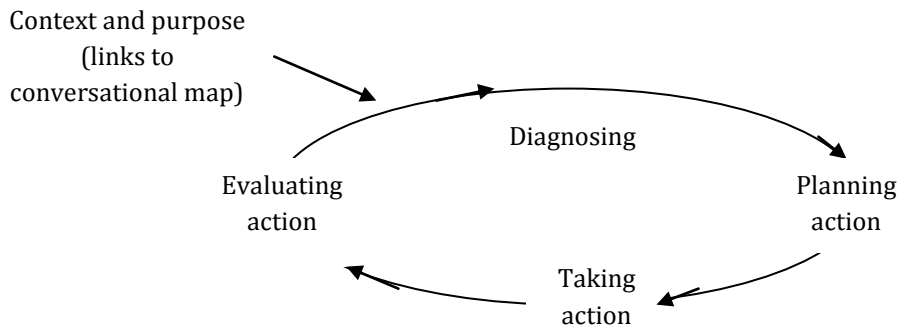 Context and purpose
(links to
conversational map)
Diagnosing
Evaluating
action
Planning
action
Taking
action